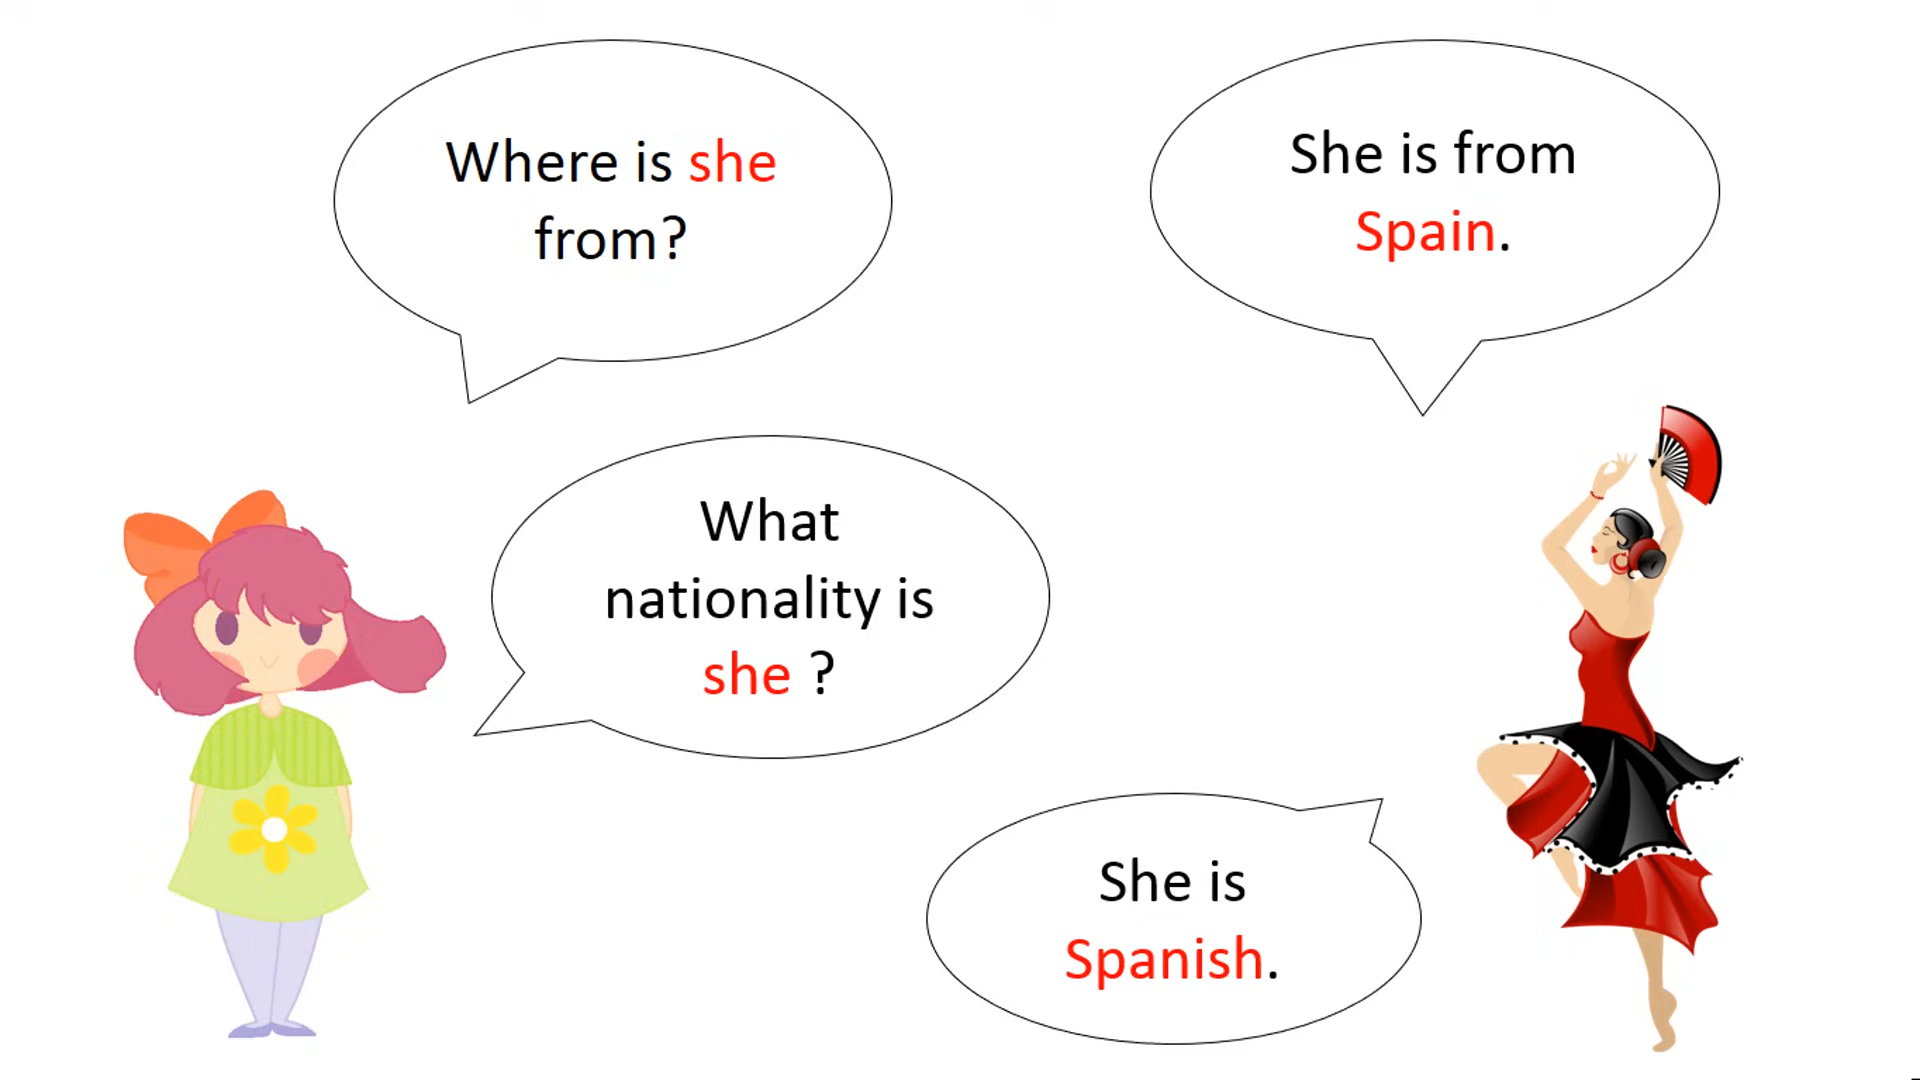 Where is she
from?
She is from
Spain.
What
nationality is
she ?
She is
Spanish.